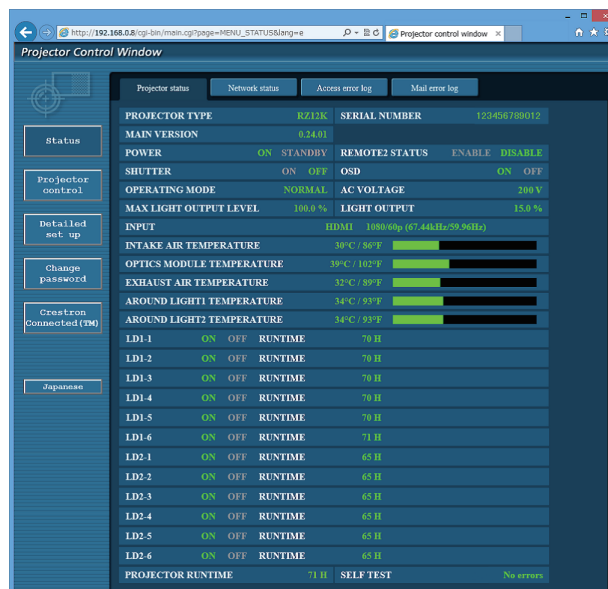 http://192.168.0.8/cgi-bin/main.cgi?page=MENU_STATUS&lang=e
Projector control window
Projector Control Window
Projector status Network status Access error log Mail error log
Status
Projector control
Detailed set up
Change password
Crestron Connected(TM)
Japanese
PROJECTOR TYPE RZ12K SERIAL NUMBER 123456789012
MAIN VERSION 0.24.01
POWER ON STANDBY REMOTE2 STATUS ENABLE DISABLE
SHUTTER ON OFF OSD ON OFF
OPERATING MODE NORMAL AC VOLTAGE 200 V
MAX LIGHT OUTPUT LEVEL 100.0 % LIGHT OUTPUT 15.0 %
INPUT HDMI 1080/60p (67.44kHz/59.96Hz)
INTAKE AIR TEMPERATURE 30°C / 86°F
OPTICS MODULE TEMPERATURE 39°C / 102°F
EXHAUST AIR TEMPERATURE 32°C / 89°F
AROUND LIGHT1 TEMPERATURE 34°C / 93°F
AROUND LIGHT2 TEMPERATURE 34°C / 93°F
LD1-1 ON OFF RUNTIME 70 H
LD1-2 ON OFF RUNTIME 70 H
LD1-3 ON OFF RUNTIME 70 H
LD1-4 ON OFF RUNTIME 70 H
LD1-5 ON OFF RUNTIME 70 H
LD1-6 ON OFF RUNTIME 71 H
LD2-1 ON OFF RUNTIME 65 H
LD2-2 ON OFF RUNTIME 65 H
LD2-3 ON OFF RUNTIME 65 H
LD2-4 ON OFF RUNTIME 65 H
LD2-5 ON OFF RUNTIME 65 H
LD2-6 ON OFF RUNTIME 65 H
PROJECTOR RUNTIME 71 H SELF TEST No errors